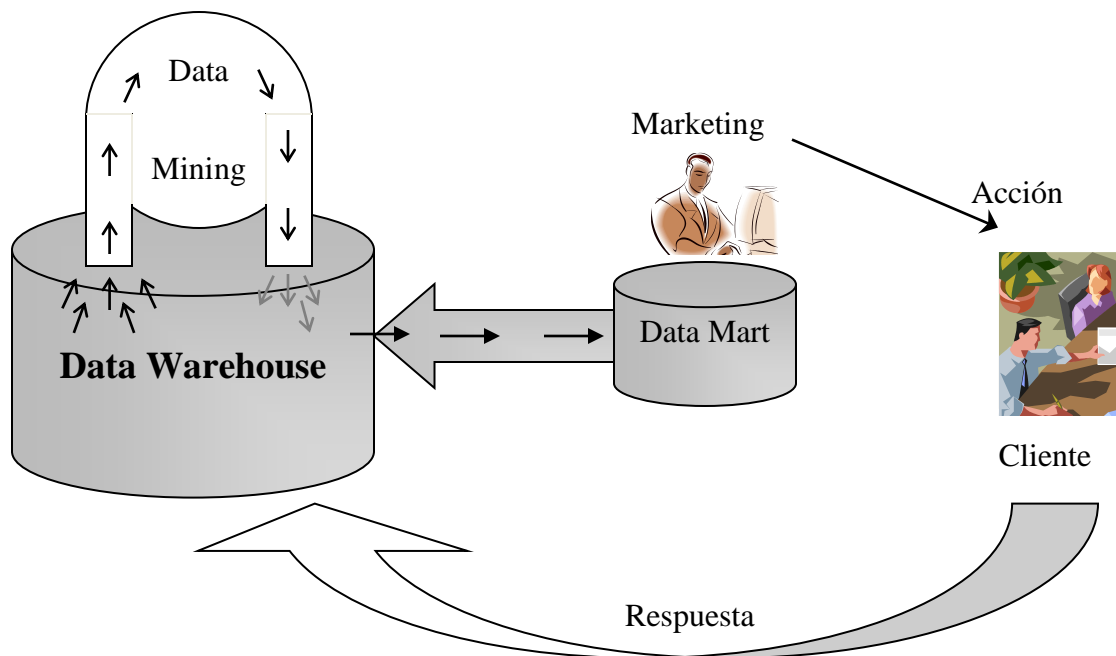 Data
Mining
Data Warehouse
Marketing
Data Mart
Acción
Cliente
Respuesta